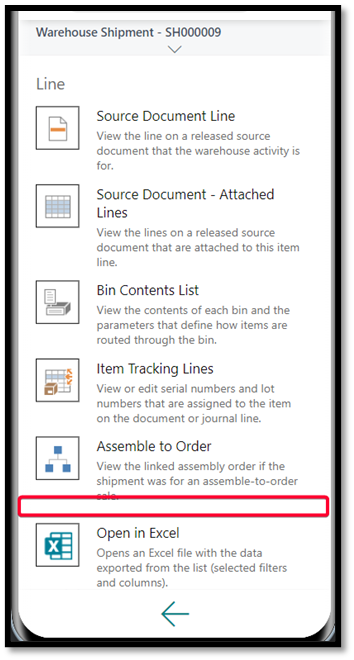 Warehouse Shipment - SH000009
Line
Source Document Line
View the line on a released source
document that the warehouse activity is
for.
Source Document - Attached
Lines
View the lines on a released source
document that are attached to this item
line.
Bin Contents List
View the contents of each bin and the
parameters that define how items are
routed through the bin.
Item Tracking Lines
View or edit serial numbers and lot
numbers that are assigned to the item
on the document or journal line.
Assemble to Order
View the linked assembly order if the
shipment was for an assemble-to-order
sale.
Open in Excel
Opens an Excel file with the data
exported from the list (selected filters
and columns).